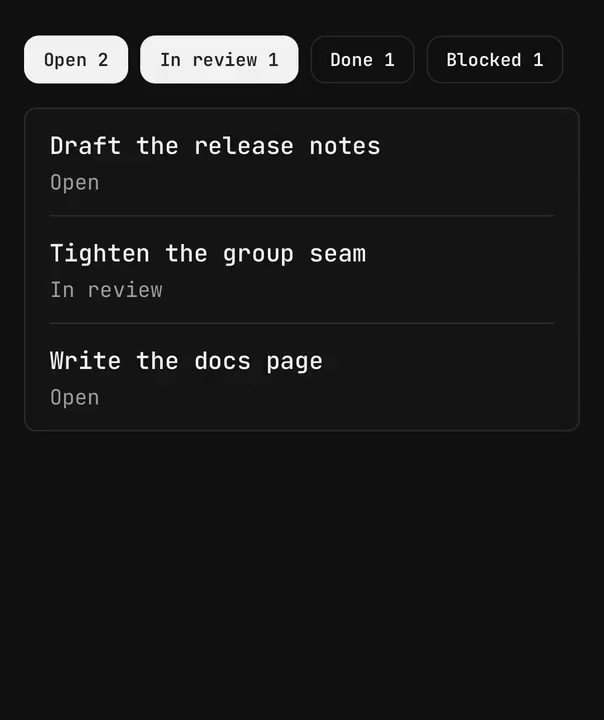 Open 2 In review 1 Done 1 Blocked 1
Draft the release notes
Open
Tighten the group seam
In review
Write the docs page
Open